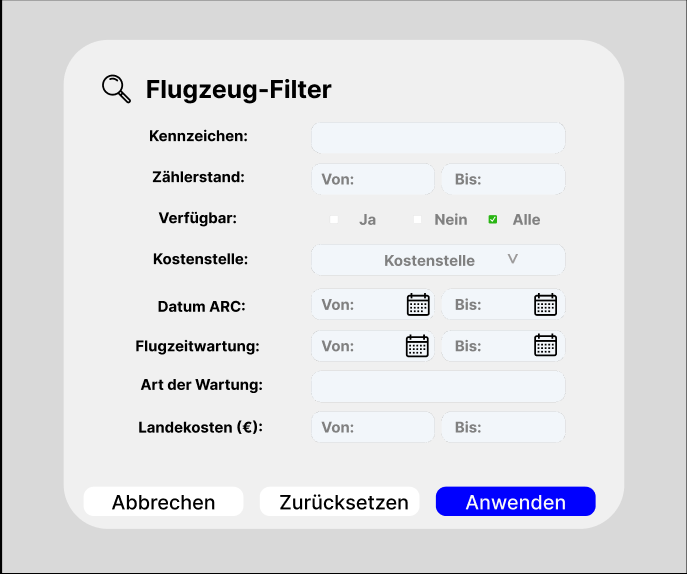 Flugzeug-Filter
Kennzeichen:
Zählerstand: Von: Bis:
Verfügbar: Ja Nein Alle
Kostenstelle: Kostenstelle V
Datum ARC: Von: Bis:
Flugzeitwartung: Von: Bis:
Art der Wartung:
Landekosten (€): Von: Bis:
Abbrechen Zurücksetzen Anwenden